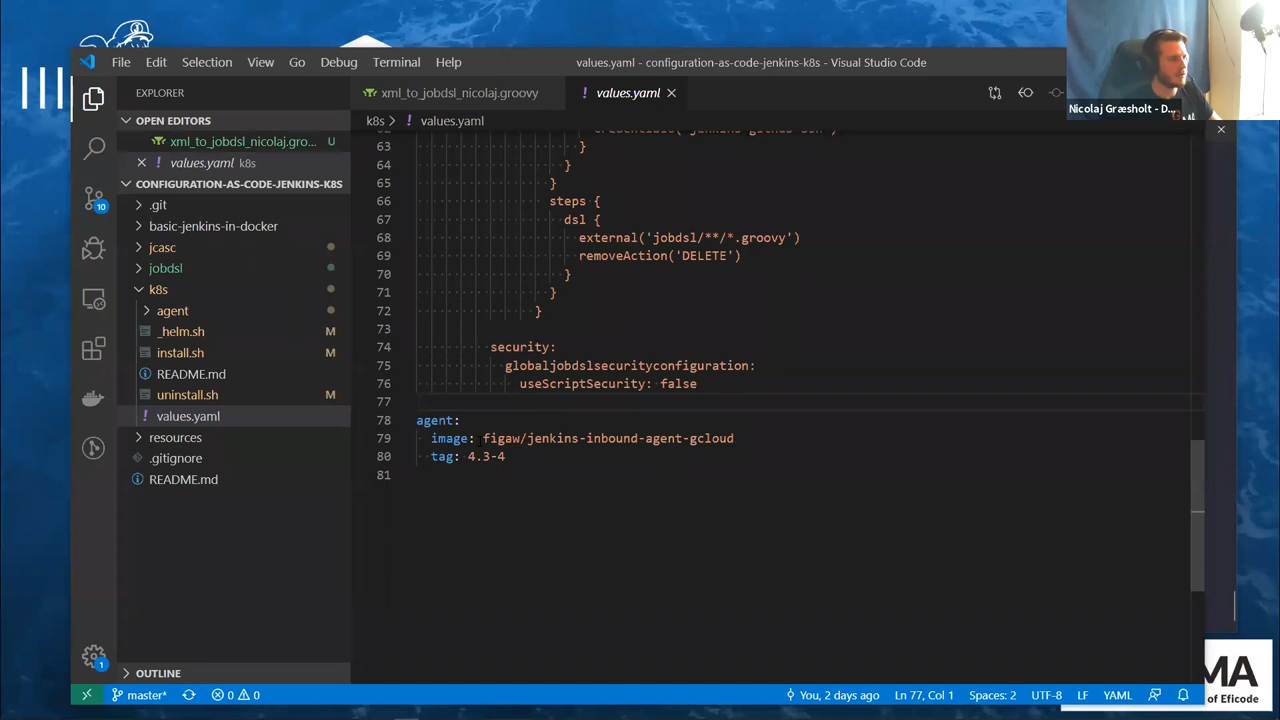 File Edit Selection View Go Debug Terminal Help
values.yaml - configuration-as-code-jenkins-k8s - Visual Studio Code
Nicolaj Græsholt - D...
EXPLORER
xml_to_jobdsl_nicolaj.groovy
values.yaml
OPEN EDITORS
xml_to_jobdsl_nicolaj.gro... U
values.yaml k8s
k8s > values.yaml
CONFIGURATION-AS-CODE-JENKINS-K8S
.git
basic-jenkins-in-docker
jcasc
jobdsl
k8s
agent
_helm.sh M
install.sh M
README.md
uninstall.sh M
values.yaml
resources
.gitignore
README.md
OUTLINE
63 }
64 }
65 }
66 steps {
67 dsl {
68 external('jobdsl/**/*.groovy')
69 removeAction('DELETE')
70 }
71 }
72 }
73
74 security:
75 globaljobdslsecurityconfiguration:
76 useScriptSecurity: false
77
78 agent:
79 image: figaw/jenkins-inbound-agent-gcloud
80 tag: 4.3-4
81
10
1
master* 0 0
You, 2 days ago Ln 77, Col 1 Spaces: 2 UTF-8 LF YAML
MA
of Eficode